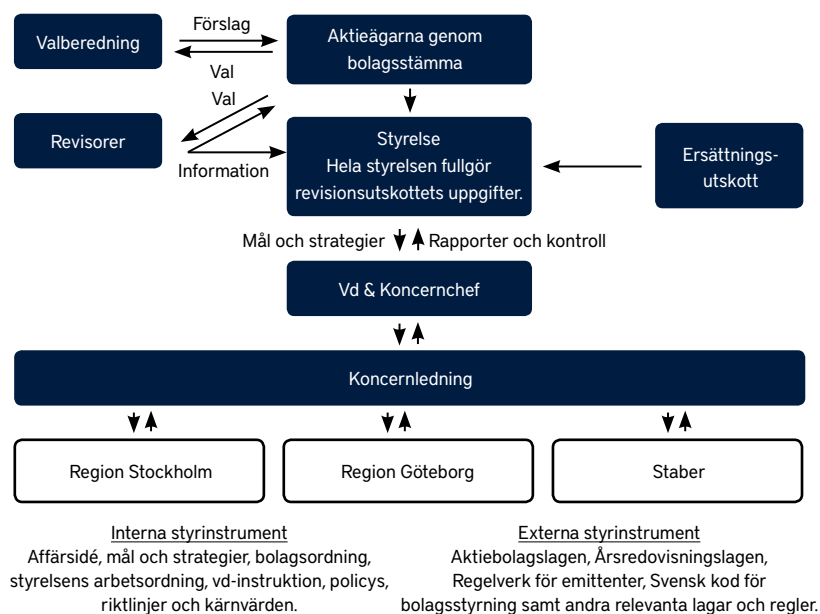 Förslag
Valberedning
Aktieägarna genom
bolagsstämma
Val
Val
Revisorer
Information
Styrelse
Hela styrelsen fullgör
revisionsutskottets uppgifter.
Ersättnings-
utskott
Mål och strategier
Rapporter och kontroll
Vd & Koncernchef
Koncernledning
Region Stockholm
Region Göteborg
Staber
Interna styrinstrument
Affärsidé, mål och strategier, bolagsordning,
styrelsens arbetsordning, vd-instruktion, policys,
riktlinjer och kärnvärden.
Externa styrinstrument
Aktiebolagslagen, Årsredovisningslagen,
Regelverk för emittenter, Svensk kod för
bolagsstyrning samt andra relevanta lagar och regler.